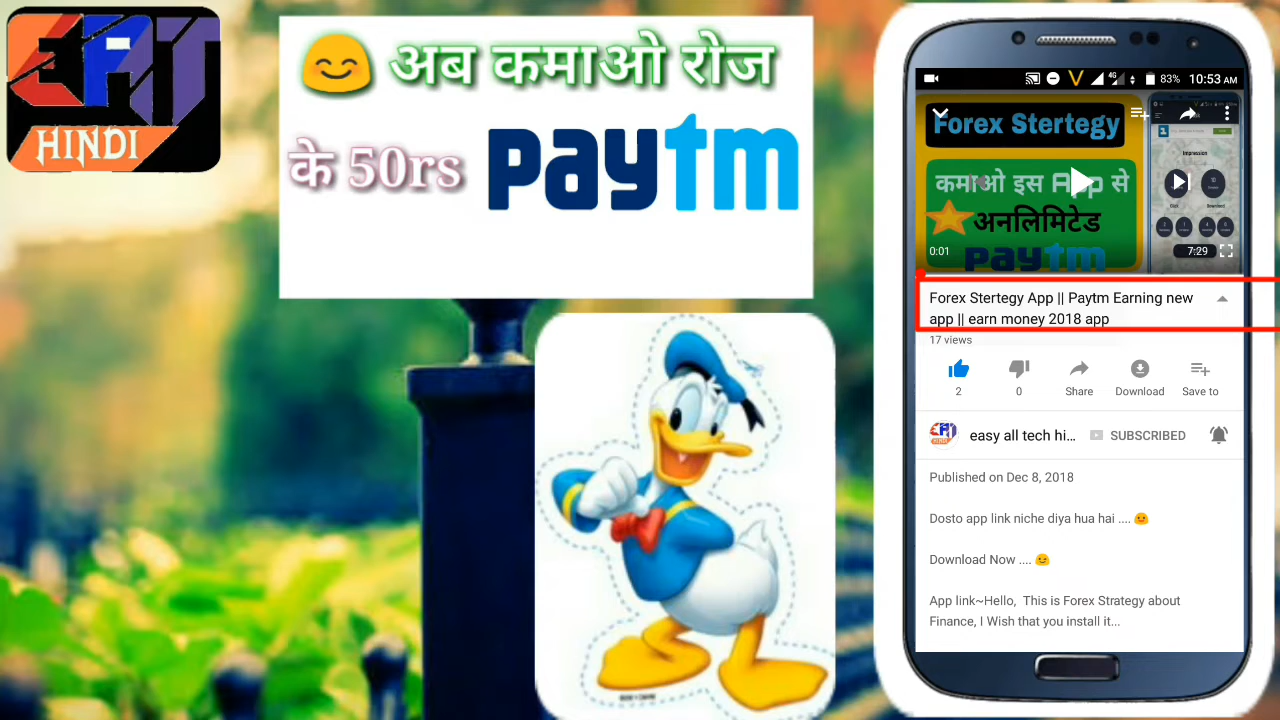 EAT
HINDI
😊 अब कमाओ रोज
के 50rs paytm
4G 83% 10:53 AM
Forex Stertegy
कमाओ इस App से
अनलिमिटेड
paytm
Impression
0:01
7:29
Forex Stertegy App || Paytm Earning new
app || earn money 2018 app
17 views
2 0 Share Download Save to
easy all tech hi... SUBSCRIBED
Published on Dec 8, 2018
Dosto app link niche diya hua hai .... 🙂
Download Now .... 😊
App link~Hello, This is Forex Strategy about
Finance, I Wish that you install it...